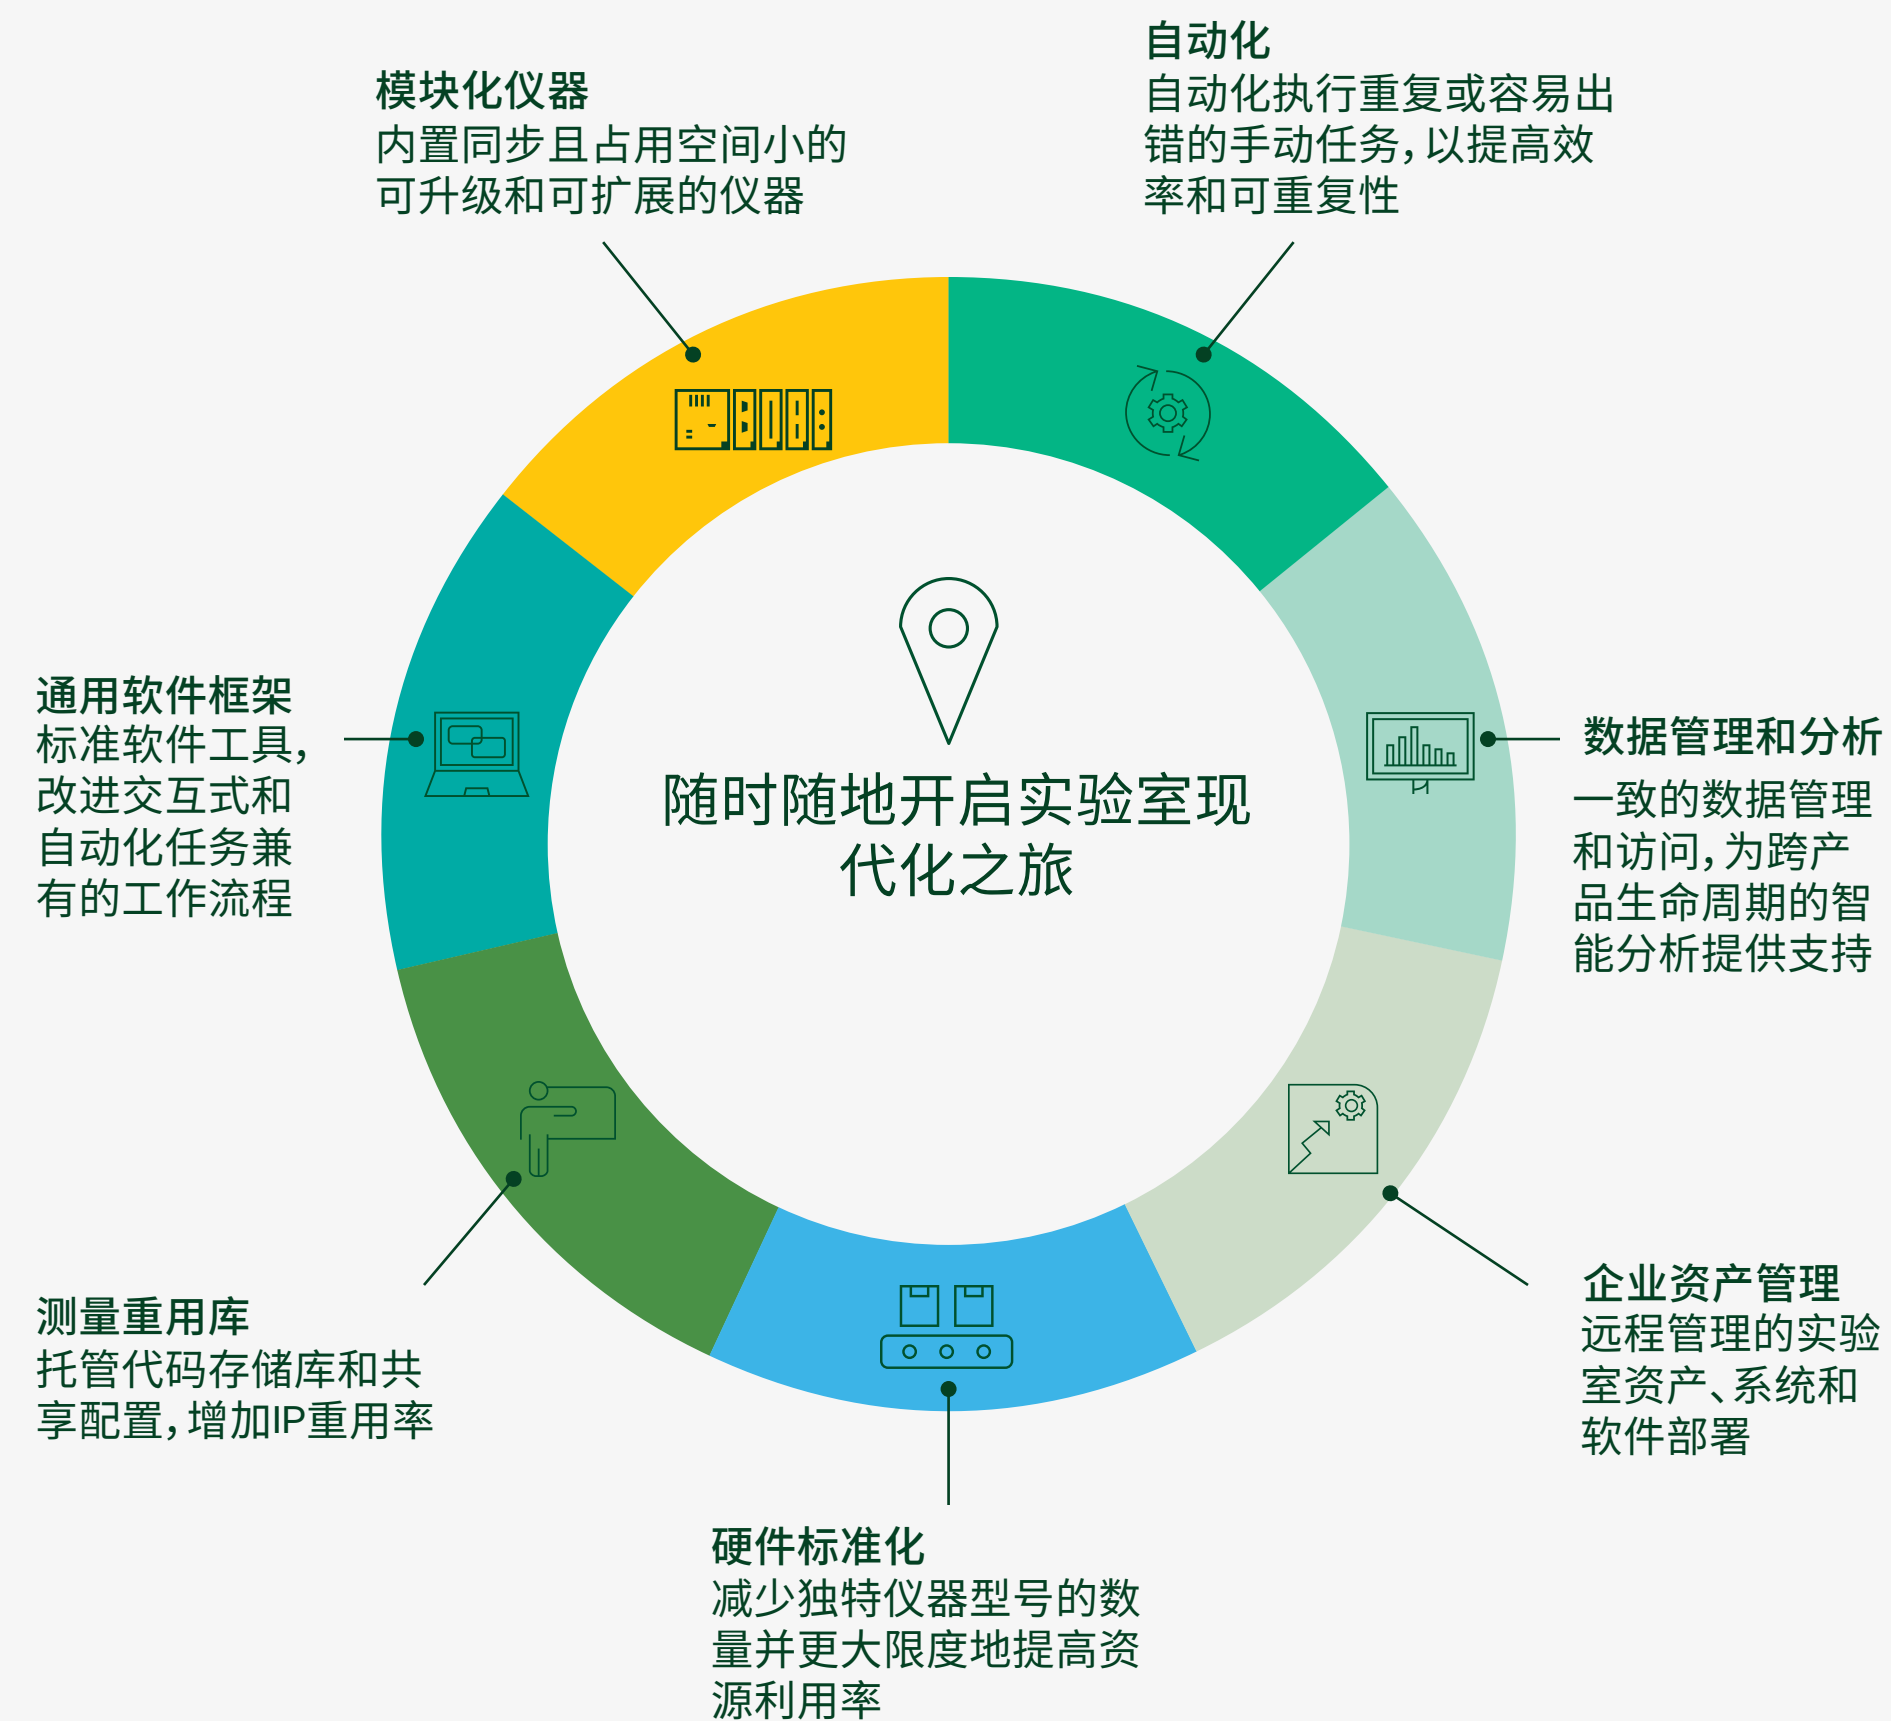 模块化仪器
内置同步且占用空间小的
可升级和可扩展的仪器
自动化
自动化执行重复或容易出
错的手动任务，以提高效
率和可重复性
通用软件框架
标准软件工具，
改进交互式和
自动化任务兼
有的工作流程
随时随地开启实验室现
代化之旅
数据管理和分析
一致的数据管理
和访问，为跨产
品生命周期的智
能分析提供支持
测量重用库
托管代码存储库和共
享配置，增加IP重用率
企业资产管理
远程管理的实验
室资产、系统和
软件部署
硬件标准化
减少独特仪器型号的数
量并更大限度地提高资
源利用率